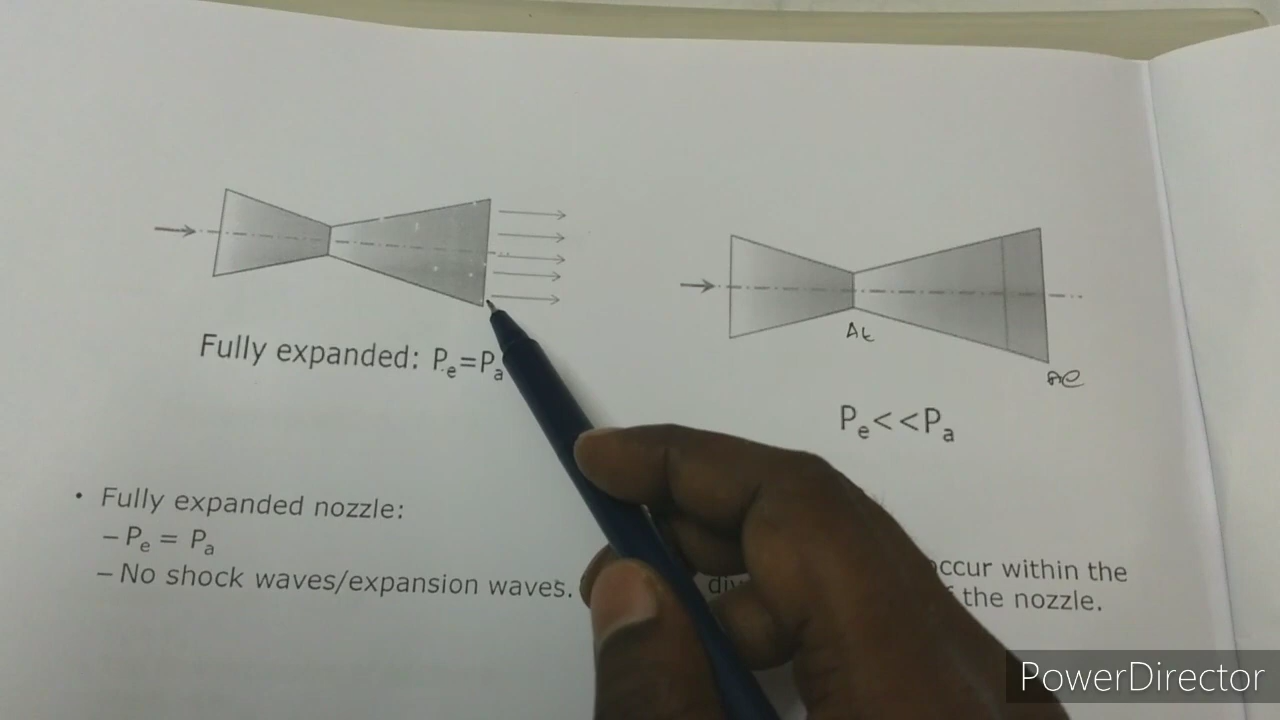 At
Ae
Fully expanded: Pe=Pa
Pe<<Pa
• Fully expanded nozzle:
– Pe = Pa
– No shock waves/expansion waves.
occur within the
the nozzle.
PowerDirector